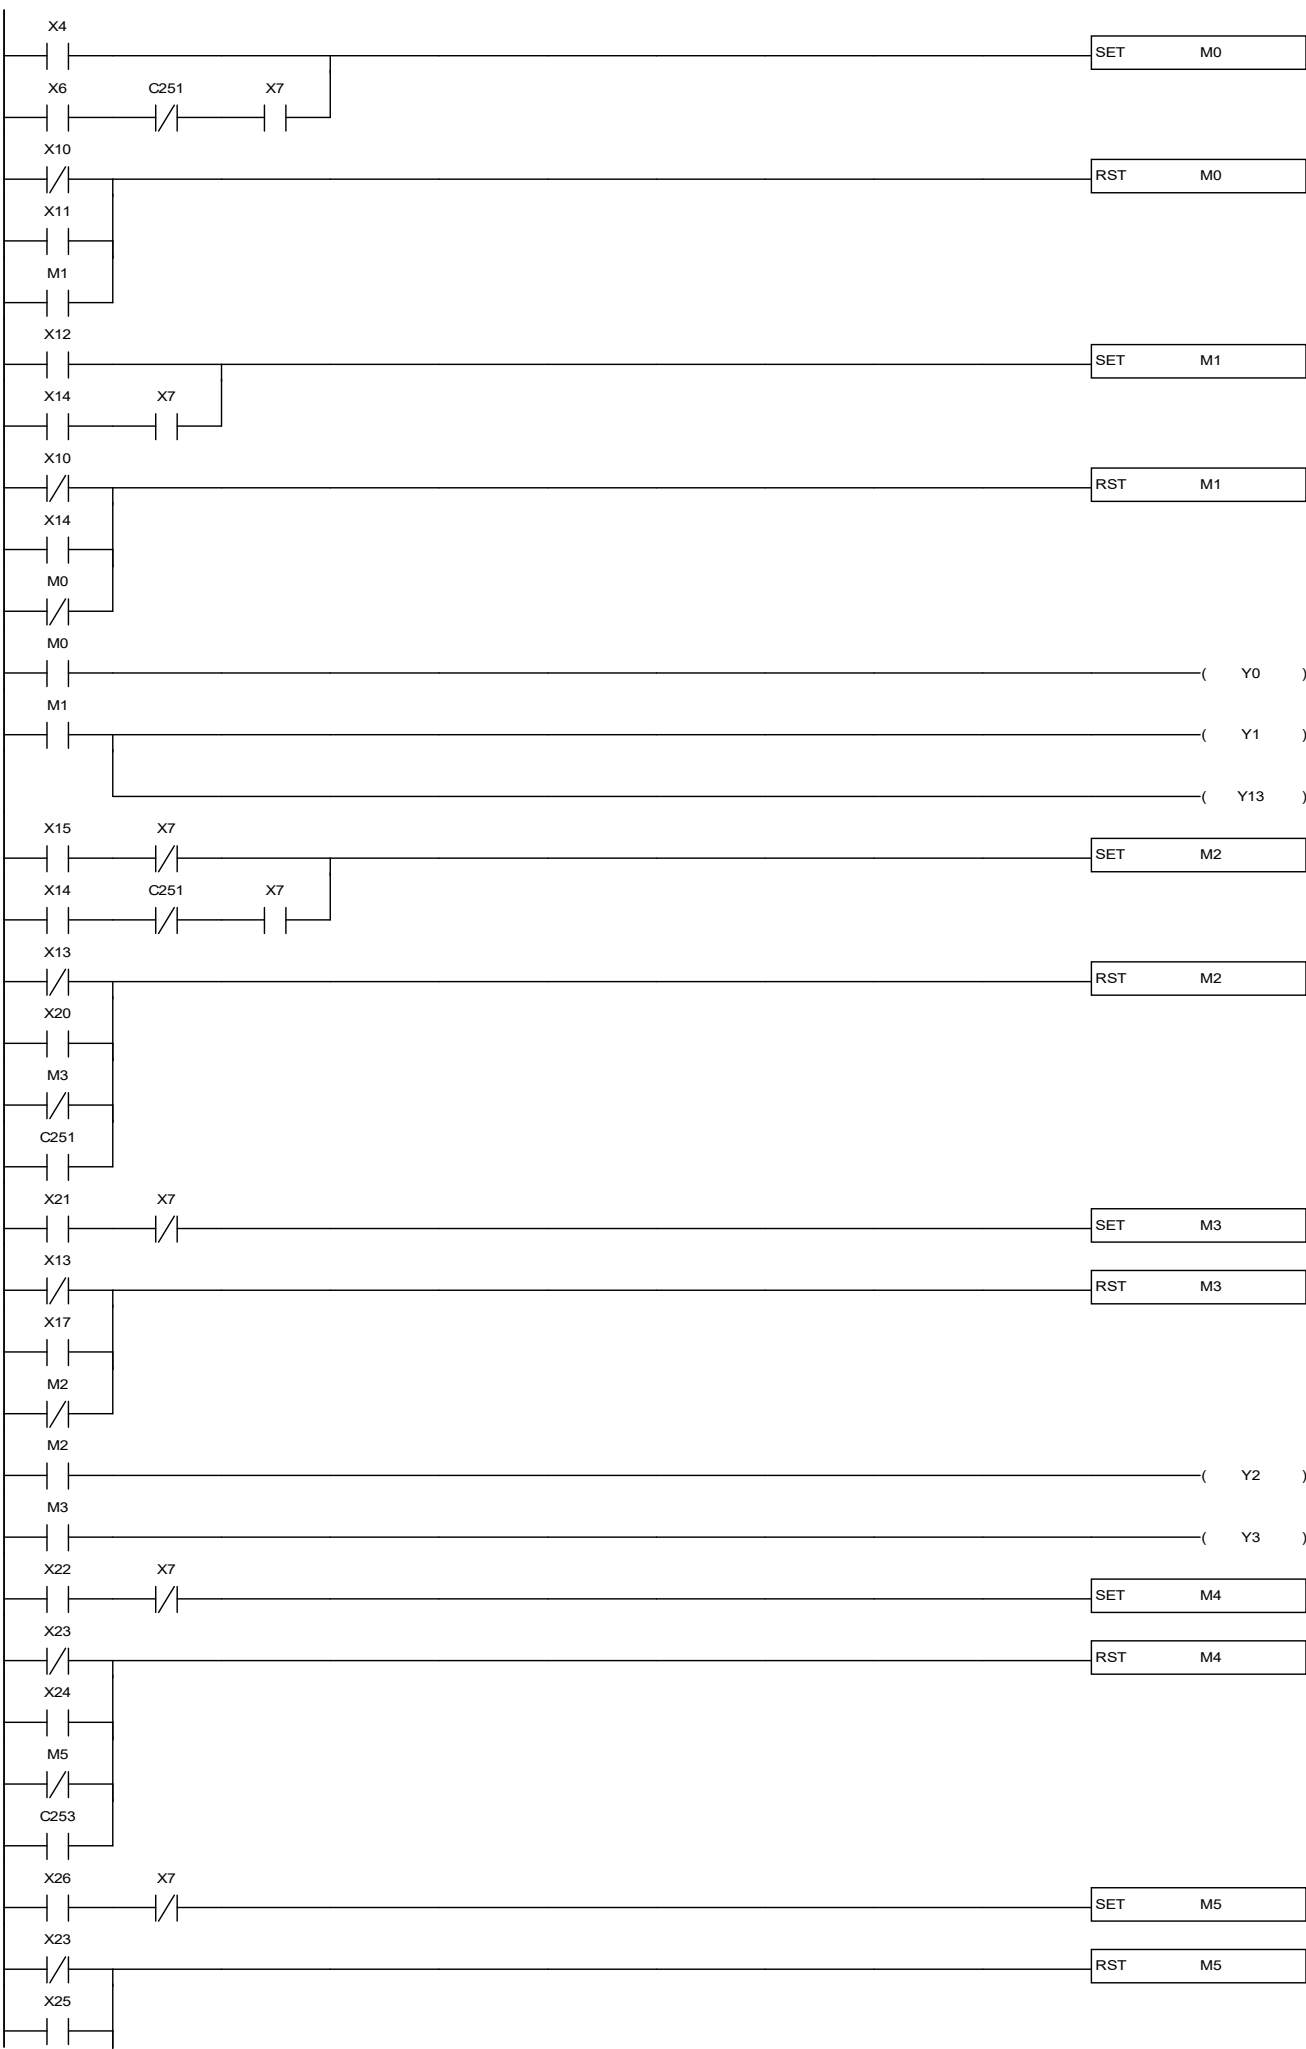 X4
SET M0
X6 C251 X7
X10
RST M0
X11
M1
X12
SET M1
X14 X7
X10
RST M1
X14
M0
M0
( Y0 )
M1
( Y1 )
( Y13 )
X15 X7
SET M2
X14 C251 X7
X13
RST M2
X20
M3
C251
X21 X7
SET M3
X13
RST M3
X17
M2
M2
( Y2 )
M3
( Y3 )
X22 X7
SET M4
X23
RST M4
X24
M5
C253
X26 X7
SET M5
X23
RST M5
X25